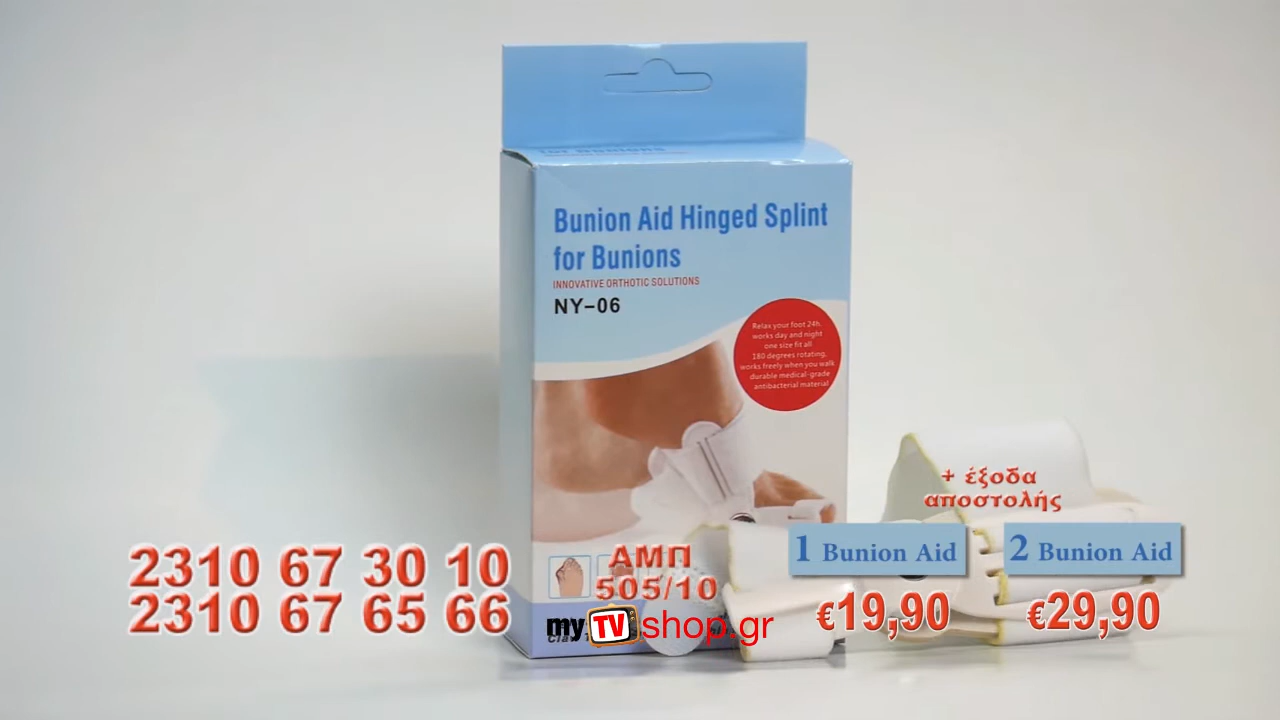 for Bunions
Bunion Aid Hinged Splint
for Bunions
INNOVATIVE ORTHOTIC SOLUTIONS
NY-06
Relax your foot 24h,
works day and night
one size fit all
180 degrees rotating,
works freely when you walk
durable medical-grade
antibacterial material
+ έξοδα
αποστολής
1 Bunion Aid
2 Bunion Aid
€19,90
€29,90
2310 67 30 10
2310 67 65 66
ΑΜΠ
505/10
myTVshop.gr